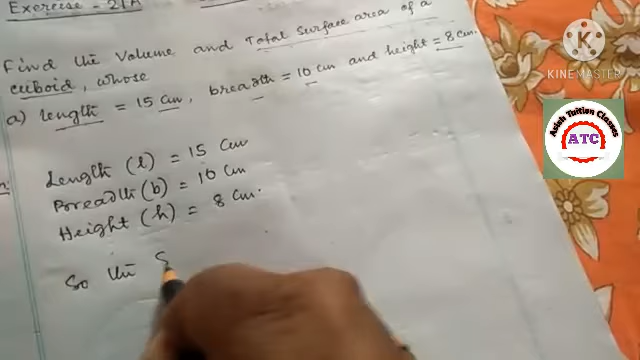 Exercise - 21A
Find the Volume and Total Surface area of a
cuboid, whose
a) Length = 15 cm, breadth = 10 cm and height = 8 cm.
Length (l) = 15 cm
Breadth (b) = 10 cm
Height (h) = 8 cm.
So the S
K
KINEMASTER
Asish Tuition Classes
ATC